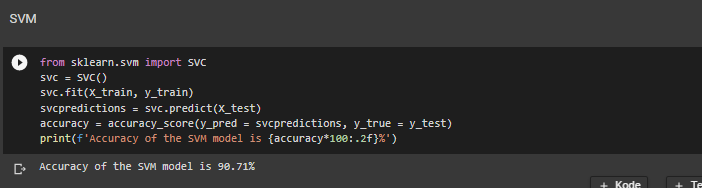 SVM
from sklearn.svm import SVC
svc = SVC()
svc.fit(X_train, y_train)
svcpredictions = svc.predict(X_test)
accuracy = accuracy_score(y_pred = svcpredictions, y_true = y_test)
print(f'Accuracy of the SVM model is {accuracy*100:.2f}%')
Accuracy of the SVM model is 90.71%
+ Kode